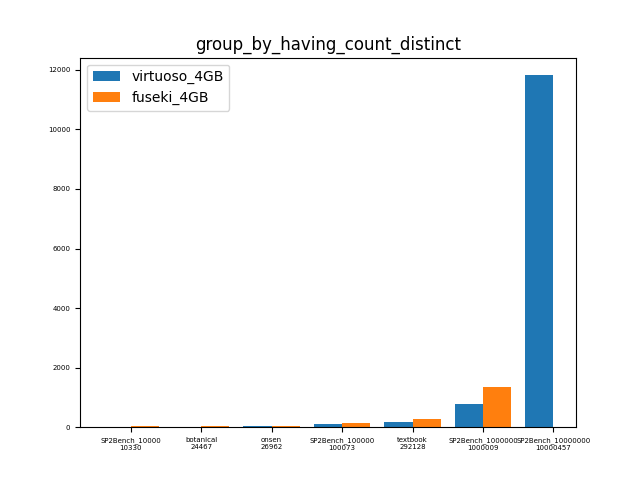 group_by_having_count_distinct
virtuoso_4GB
fuseki_4GB
12000
10000
8000
6000
4000
2000
0
SP2Bench_10000
10330
botanical
24467
onsen
26962
SP2Bench_100000
100073
textbook
292128
SP2Bench_1000000
1000009
SP2Bench_10000000
10000457